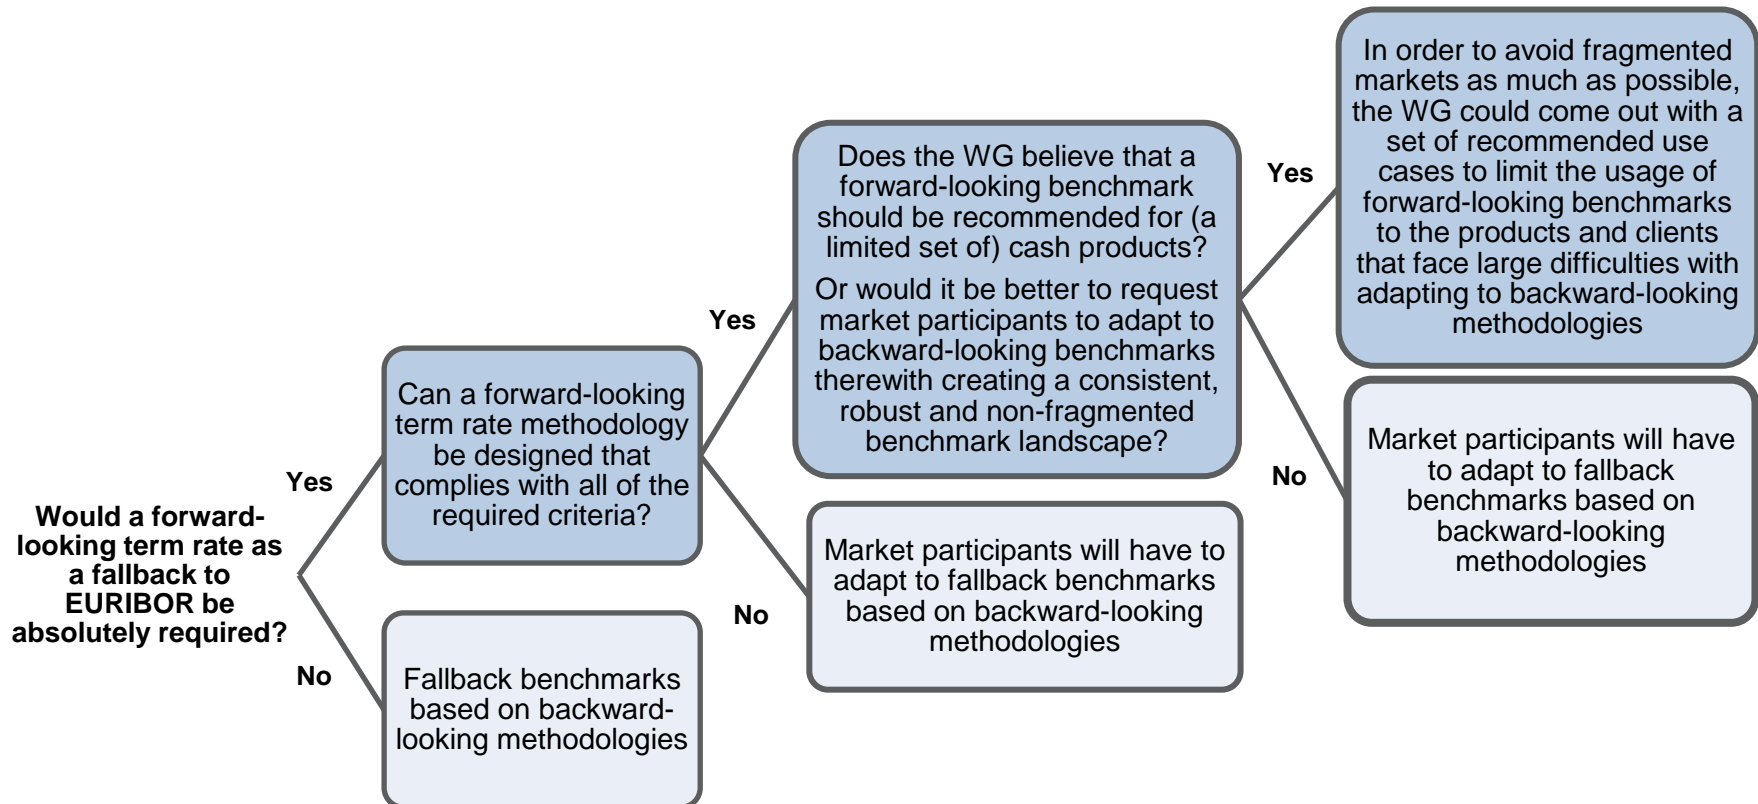 Would a forward-
looking term rate as
a fallback to
EURIBOR be
absolutely required?
Yes
No
Can a forward-looking
term rate methodology
be designed that
complies with all of the
required criteria?
Fallback benchmarks
based on backward-
looking methodologies
Yes
No
Does the WG believe that a
forward-looking benchmark
should be recommended for (a
limited set of) cash products?
Or would it be better to request
market participants to adapt to
backward-looking benchmarks
therewith creating a consistent,
robust and non-fragmented
benchmark landscape?
Market participants will have to
adapt to fallback benchmarks
based on backward-looking
methodologies
Yes
No
In order to avoid fragmented
markets as much as possible,
the WG could come out with a
set of recommended use
cases to limit the usage of
forward-looking benchmarks
to the products and clients
that face large difficulties with
adapting to backward-looking
methodologies
Market participants will have
to adapt to fallback
benchmarks based on
backward-looking
methodologies